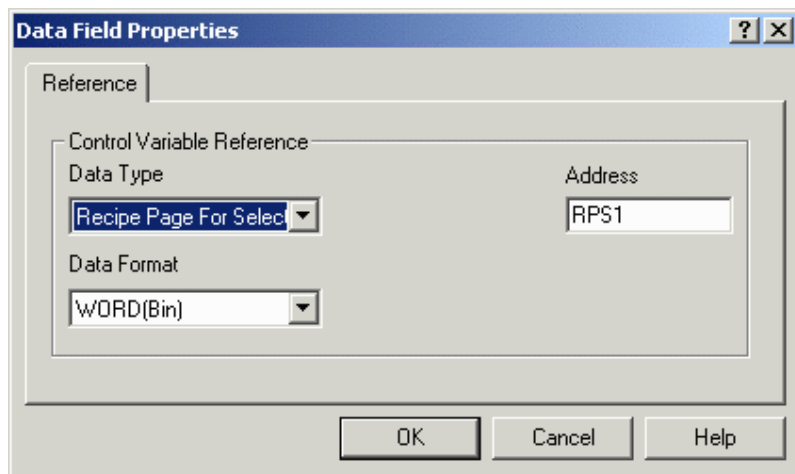 Data Field Properties
Reference
Control Variable Reference
Data Type
Address
Recipe Page For Select
RPS1
Data Format
WORD(Bin)
OK
Cancel
Help